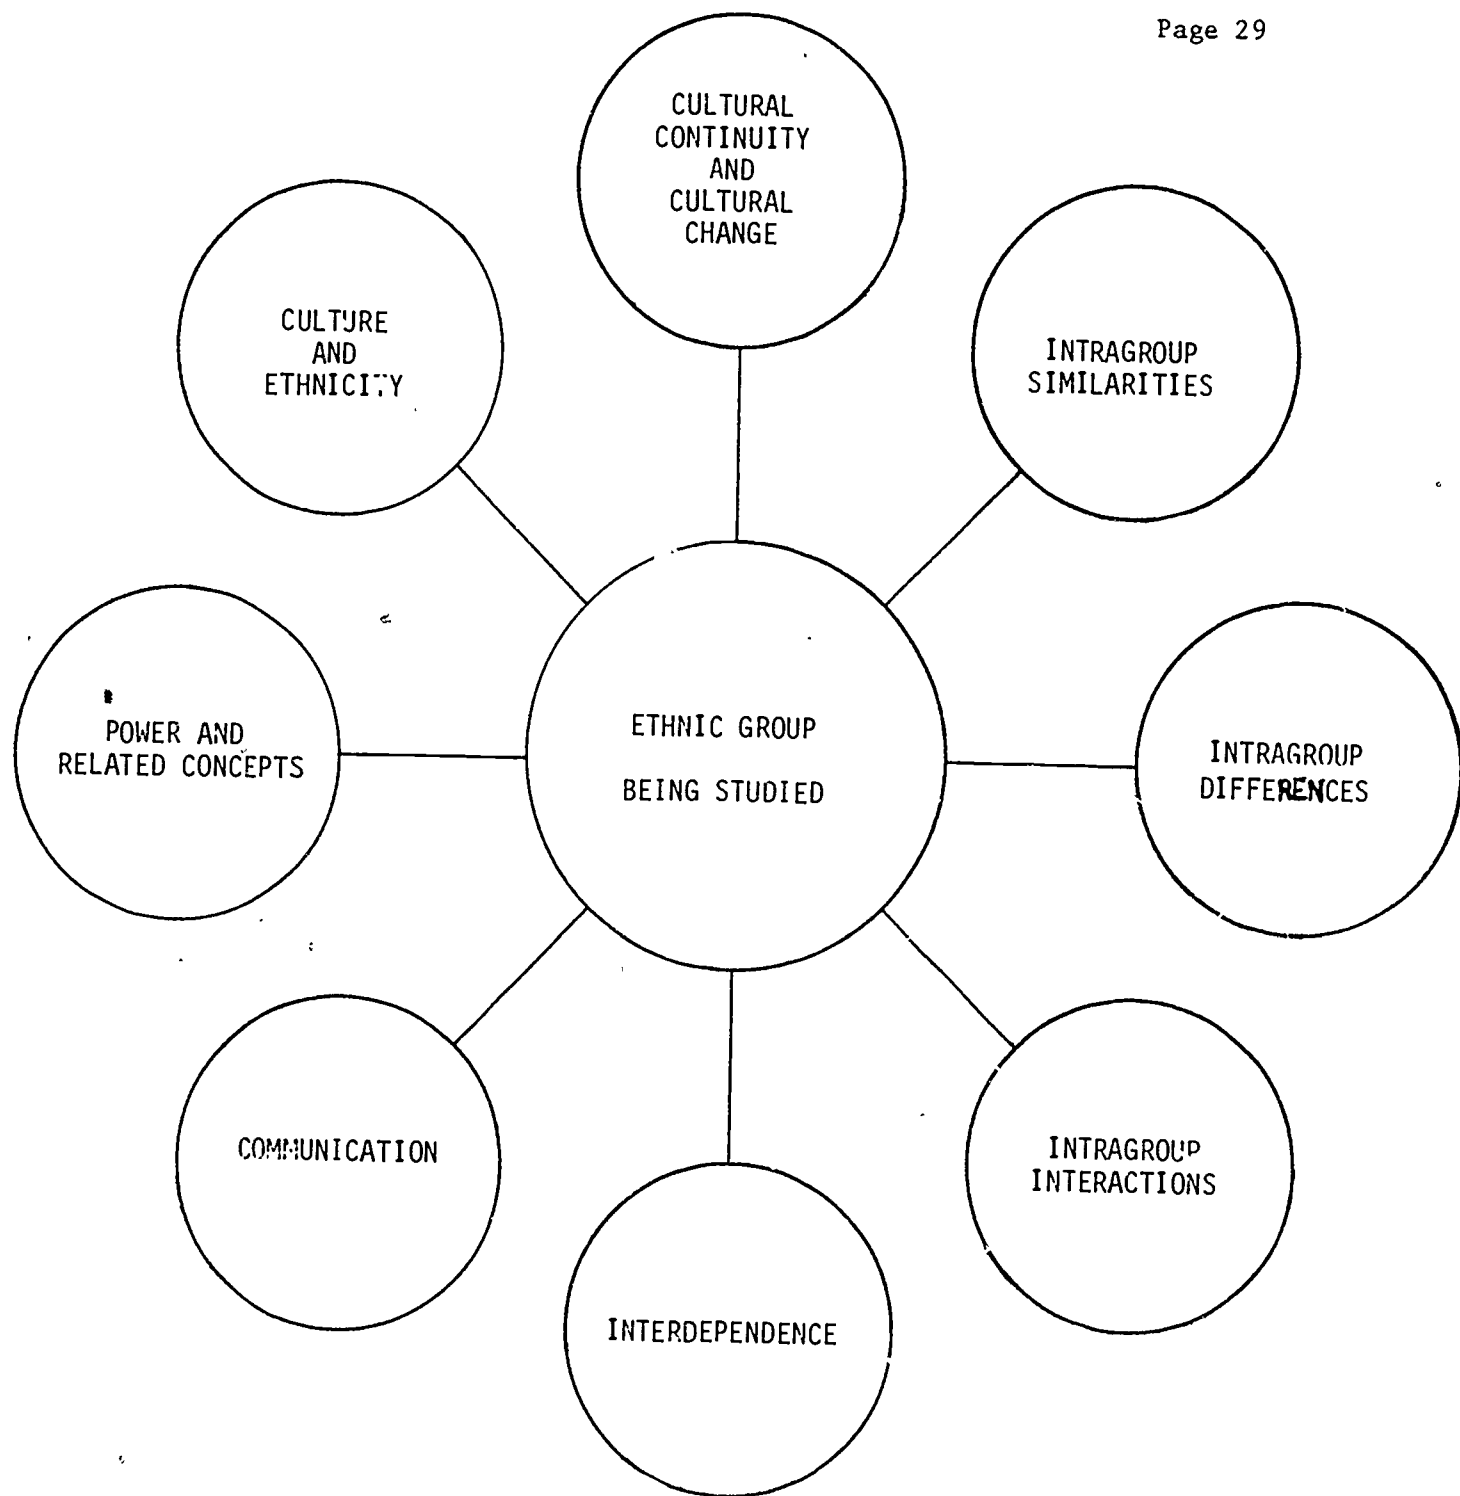 Page 29
CULTURAL
CONTINUITY
AND
CULTURAL
CHANGE
CULTURE
AND
ETHNICITY
INTRAGROUP
SIMILARITIES
POWER AND
RELATED CONCEPTS
ETHNIC GROUP
BEING STUDIED
INTRAGROUP
DIFFERENCES
COMMUNICATION
INTRAGROUP
INTERACTIONS
INTERDEPENDENCE